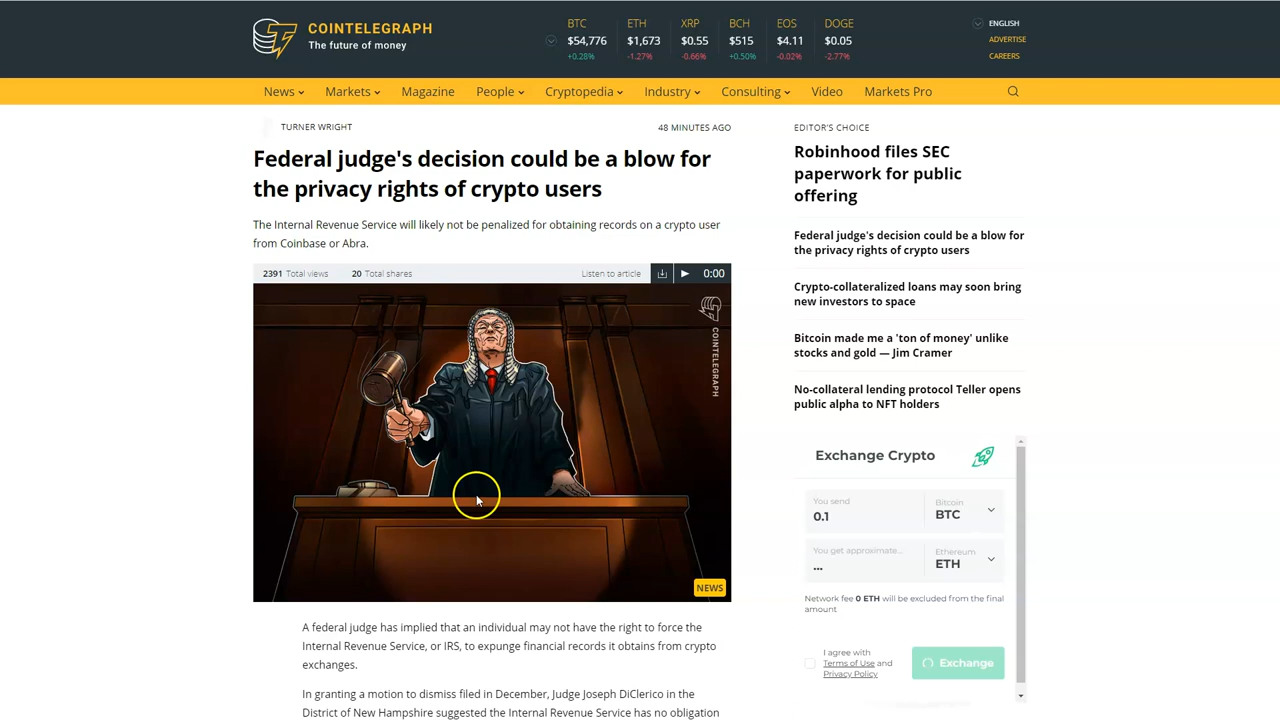 COINTELEGRAPH
The future of money
BTC ETH XRP BCH EOS DOGE
$54,776 $1,673 $0.55 $515 $4.11 $0.05
+0.28% -1.27% -0.66% +0.50% -0.02% -2.77%
ENGLISH
ADVERTISE
CAREERS
News Markets Magazine People Cryptopedia Industry Consulting Video Markets Pro
TURNER WRIGHT 48 MINUTES AGO
Federal judge's decision could be a blow for
the privacy rights of crypto users
The Internal Revenue Service will likely not be penalized for obtaining records on a crypto user
from Coinbase or Abra.
2391 Total views 20 Total shares Listen to article 0:00
COINTELEGRAPH
NEWS
A federal judge has implied that an individual may not have the right to force the
Internal Revenue Service, or IRS, to expunge financial records it obtains from crypto
exchanges.
In granting a motion to dismiss filed in December, Judge Joseph DiClerico in the
District of New Hampshire suggested the Internal Revenue Service has no obligation
EDITOR'S CHOICE
Robinhood files SEC
paperwork for public
offering
Federal judge's decision could be a blow for
the privacy rights of crypto users
Crypto-collateralized loans may soon bring
new investors to space
Bitcoin made me a 'ton of money' unlike
stocks and gold — Jim Cramer
No-collateral lending protocol Teller opens
public alpha to NFT holders
Exchange Crypto
You send Bitcoin
0.1 BTC
You get approximate... Ethereum
... ETH
Network fee 0 ETH will be excluded from the final
amount
I agree with
Terms of Use and
Privacy Policy
Exchange